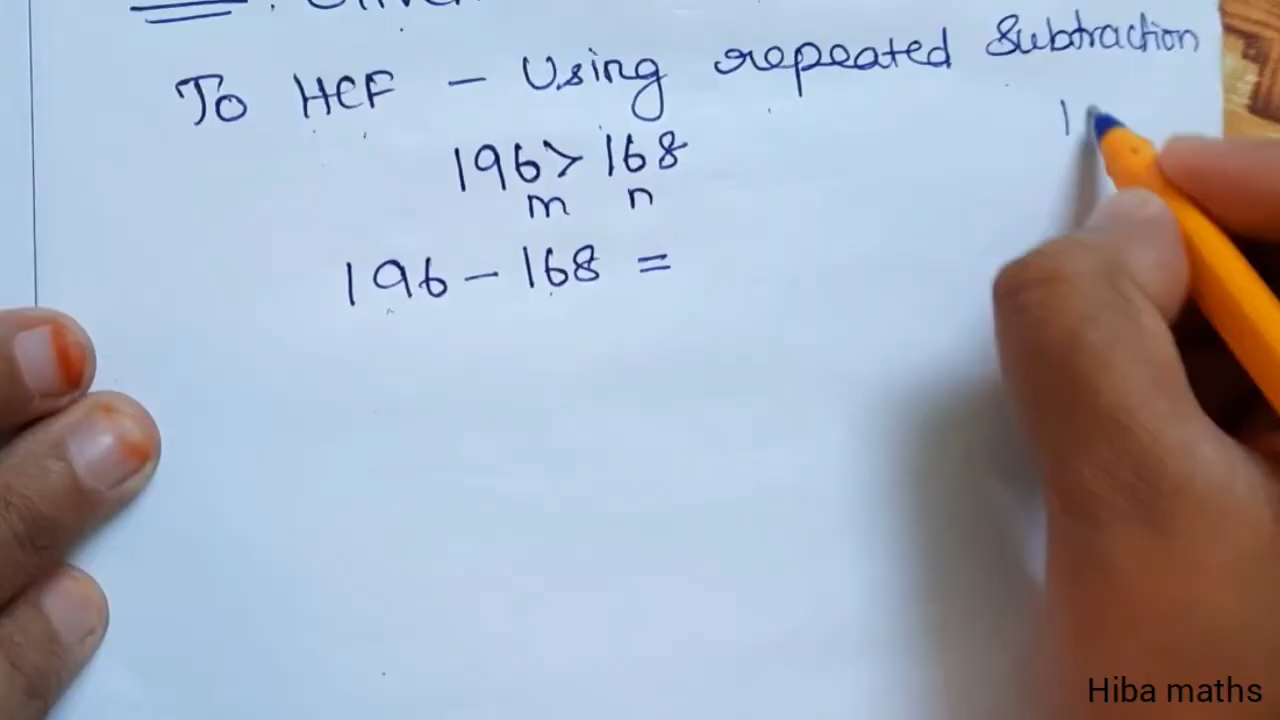 To HCF - Using repeated Subtraction
196 > 168
m n
196 - 168 =
Hiba maths